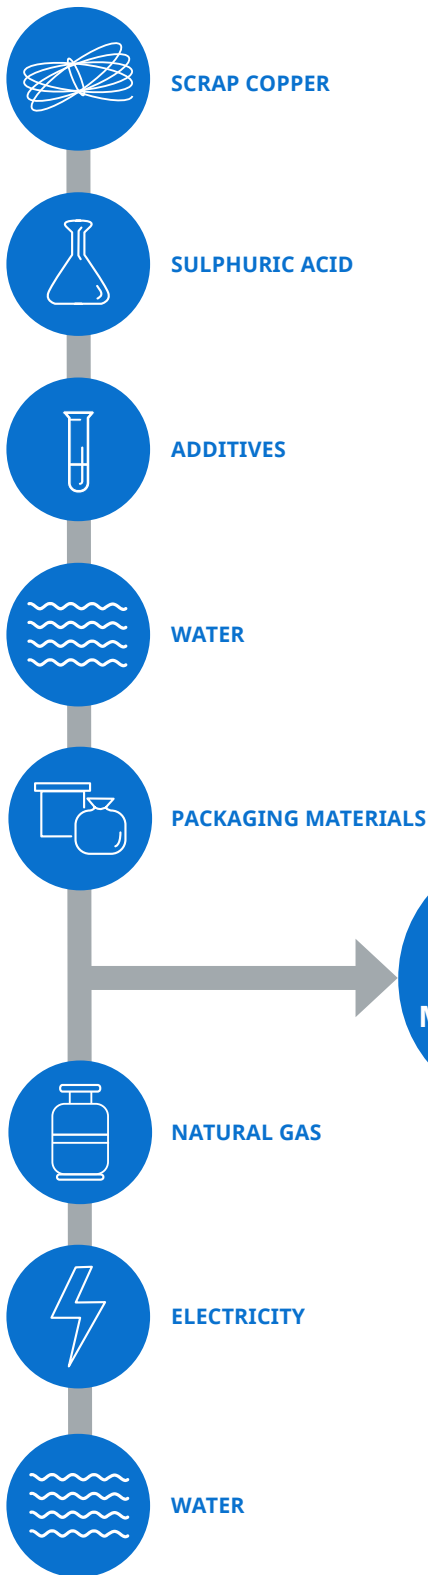 SCRAP COPPER
SULPHURIC ACID
ADDITIVES
WATER
PACKAGING MATERIALS
NATURAL GAS
ELECTRICITY
WATER